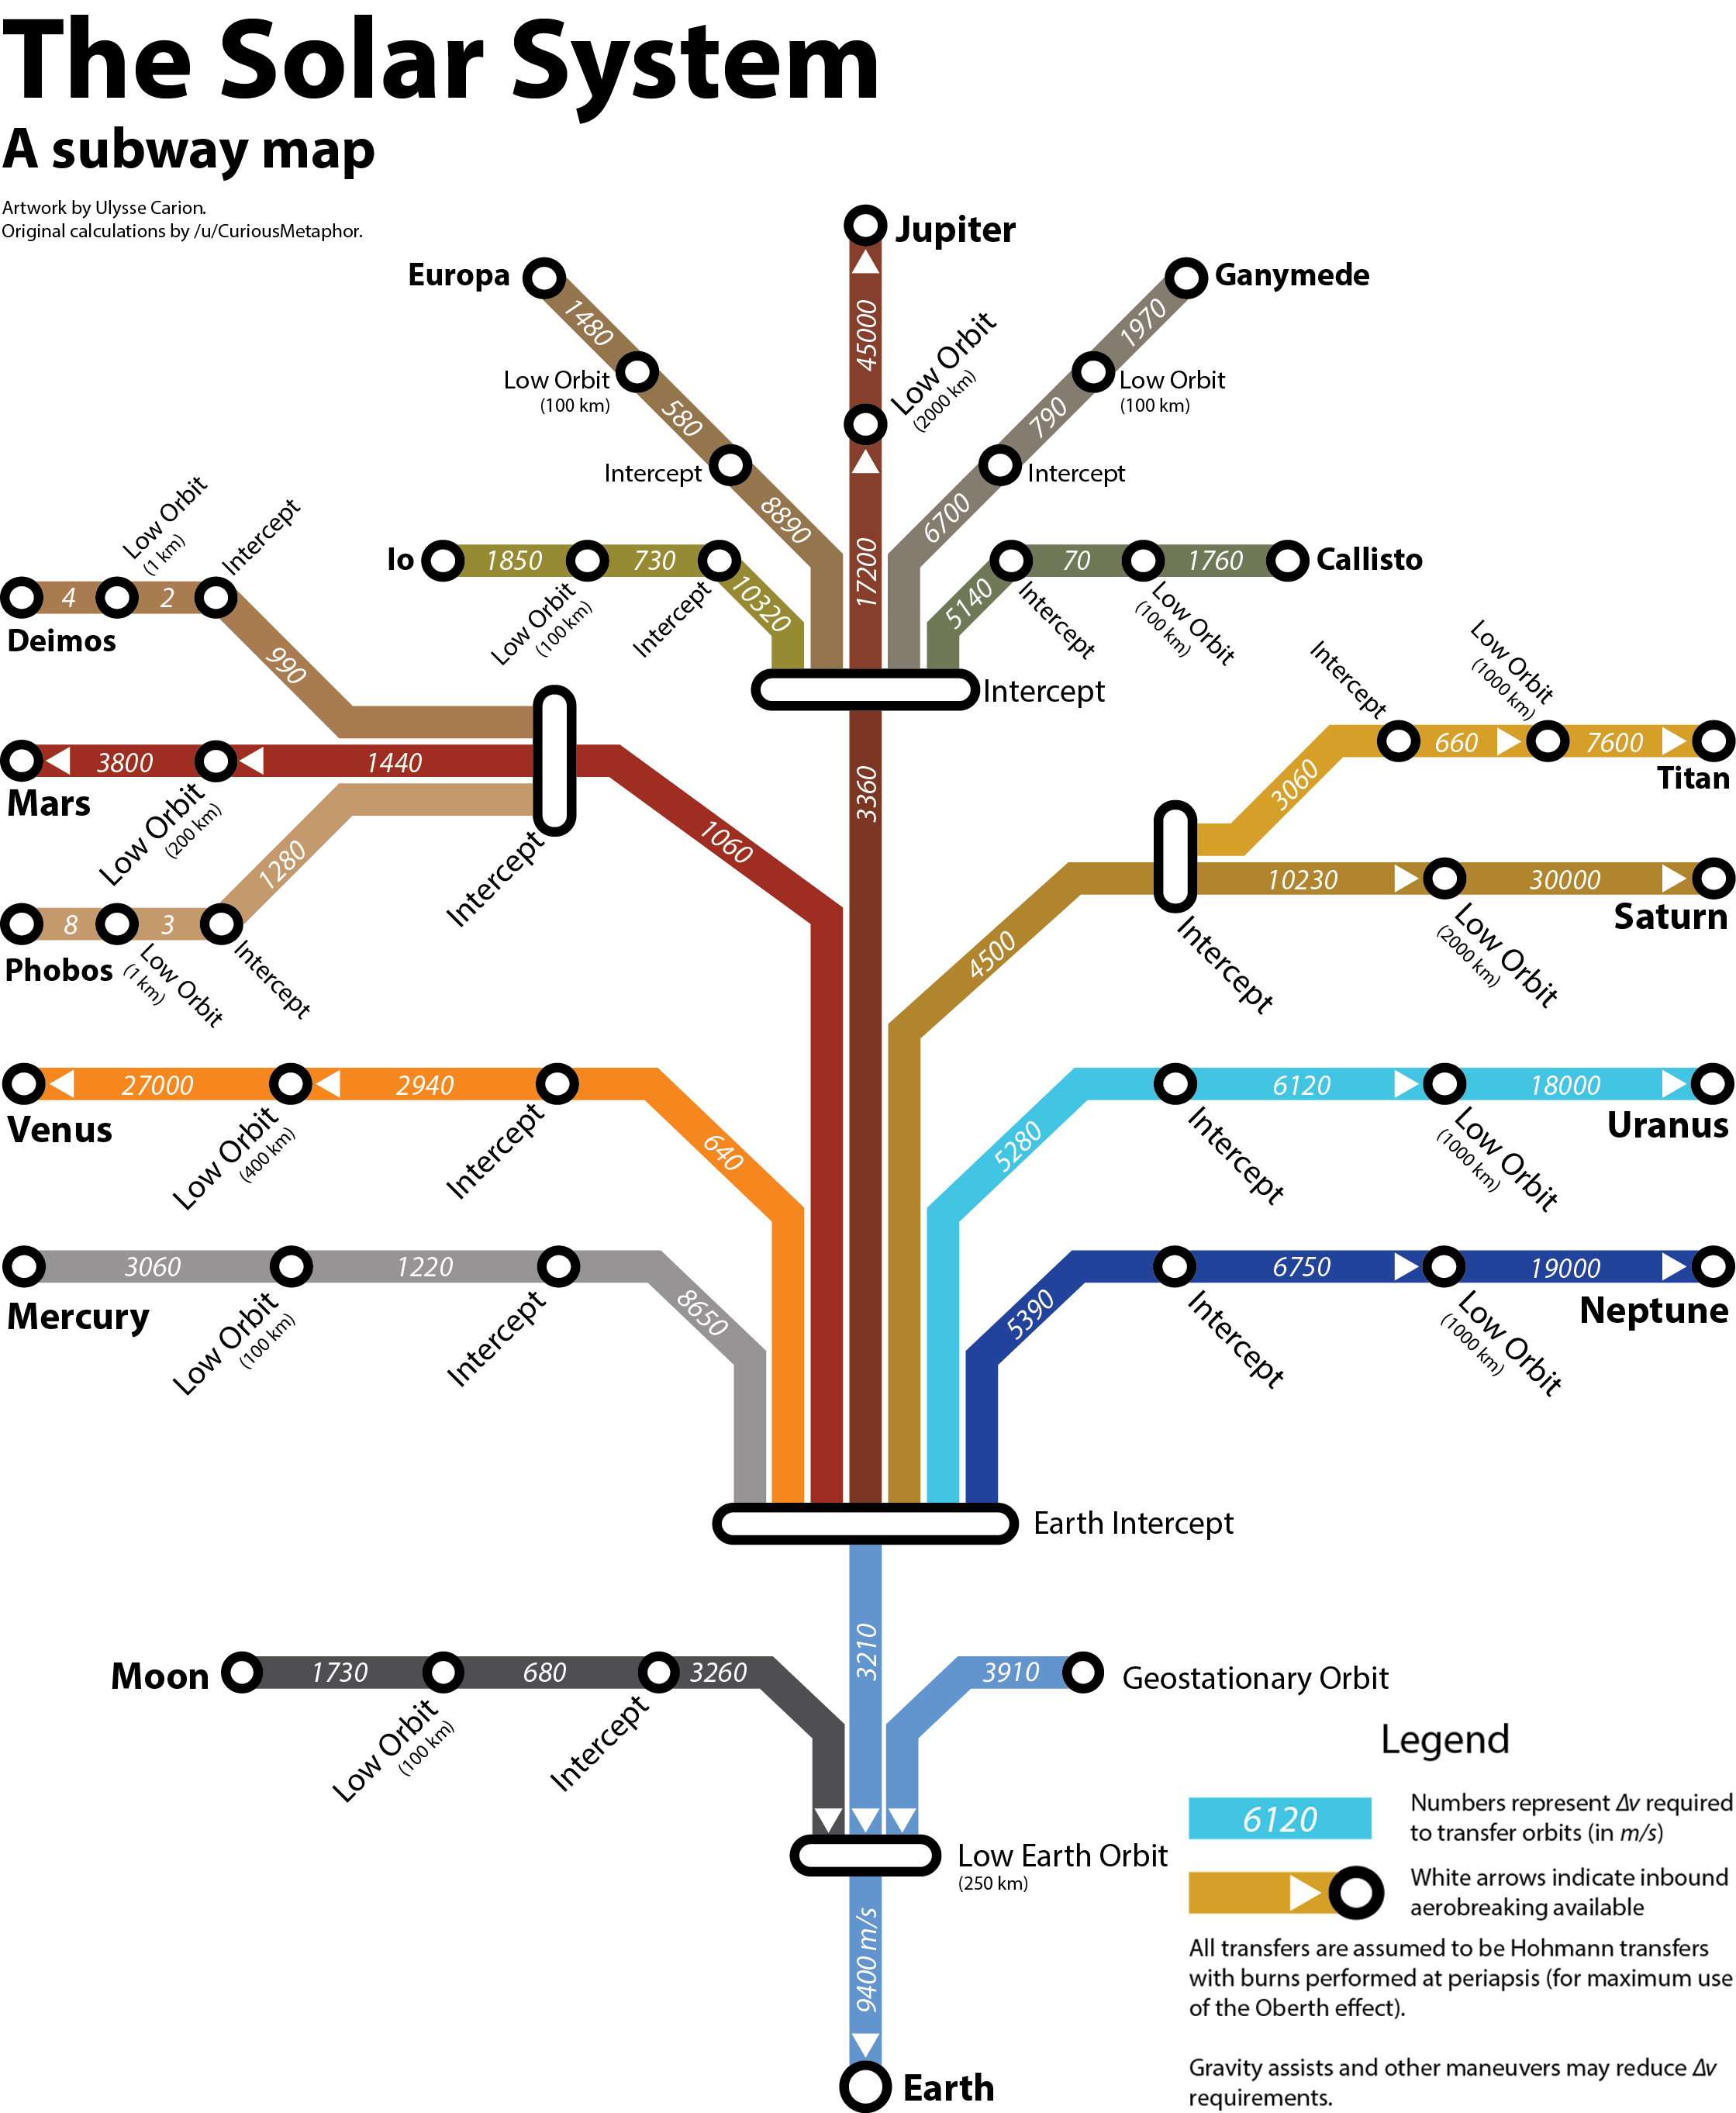 The Solar System
A subway map
Artwork by Ulysse Carion.
Original calculations by /u/CuriousMetaphor.
Jupiter
45000
Low Orbit
(2000 km)
17200
Europa
1480
Low Orbit
(100 km)
580
Intercept
8890
Ganymede
1970
Low Orbit
(100 km)
790
Intercept
6700
Io
1850
Low Orbit
(100 km)
730
Intercept
10320
Callisto
1760
Low Orbit
(100 km)
70
Intercept
5140
Intercept
3360
Deimos
4
Low Orbit
(1 km)
2
Intercept
990
Mars
3800
Low Orbit
(200 km)
1440
Intercept
1060
Phobos
8
Low Orbit
(1 km)
3
Intercept
1280
Titan
7600
Low Orbit
(1000 km)
660
Intercept
3060
Saturn
30000
Low Orbit
(2000 km)
10230
Intercept
4500
Venus
27000
Low Orbit
(400 km)
2940
Intercept
640
Uranus
18000
Low Orbit
(1000 km)
6120
Intercept
5280
Mercury
3060
Low Orbit
(100 km)
1220
Intercept
8650
Neptune
19000
Low Orbit
(1000 km)
6750
Intercept
5390
Earth Intercept
3210
Moon
1730
Low Orbit
(100 km)
680
Intercept
3260
3910
Geostationary Orbit
Low Earth Orbit
(250 km)
9400 m/s
Earth
Legend
6120
Numbers represent Δv required
to transfer orbits (in m/s)
White arrows indicate inbound
aerobreaking available
All transfers are assumed to be Hohmann transfers
with burns performed at periapsis (for maximum use
of the Oberth effect).
Gravity assists and other maneuvers may reduce Δv
requirements.